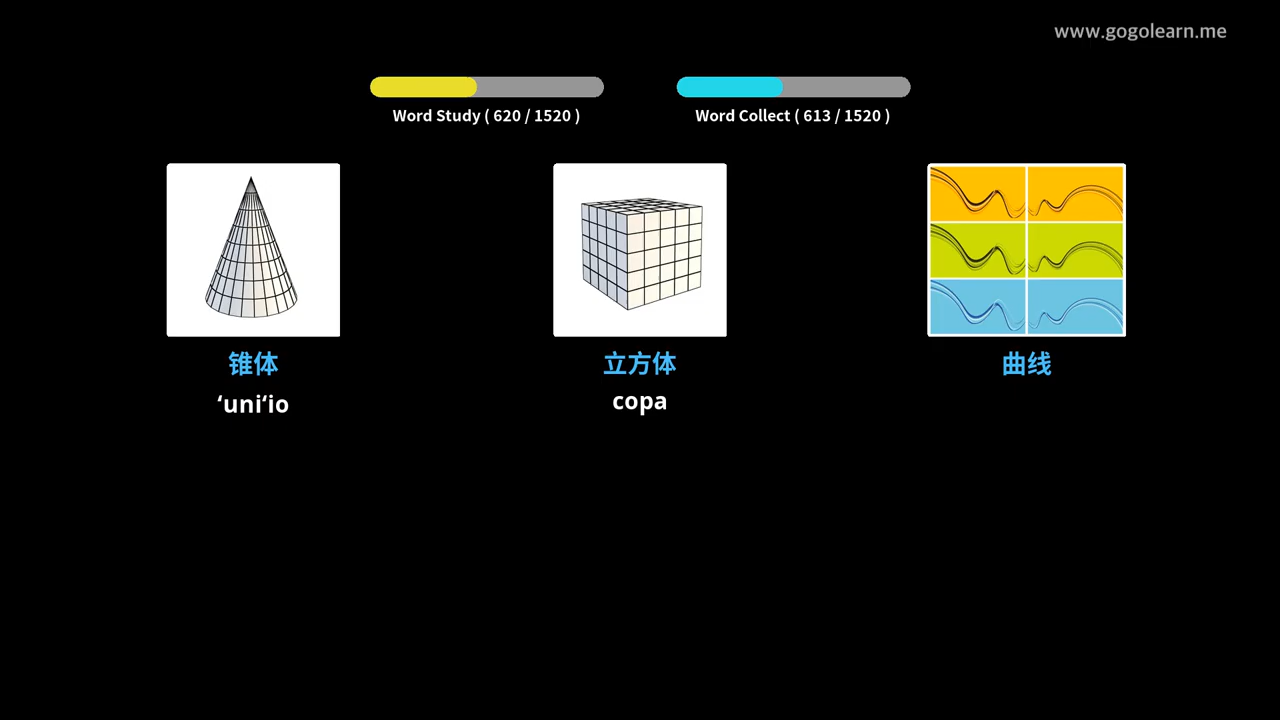 www.gogolearn.me
Word Study ( 620 / 1520 )
Word Collect ( 613 / 1520 )
锥体
立方体
曲线
‘uni‘io
copa